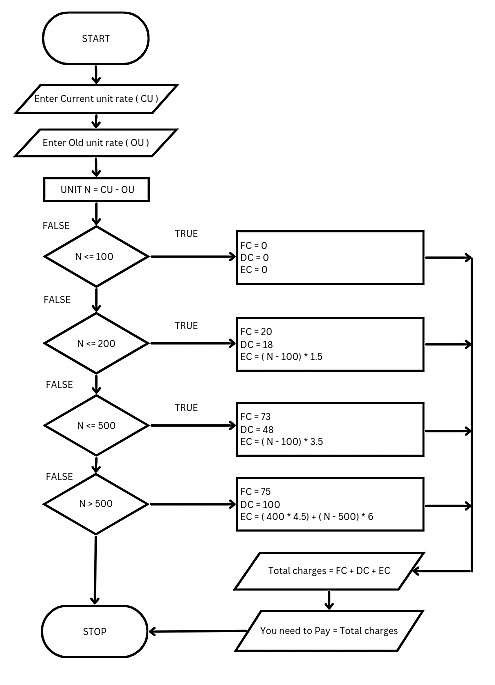 START
Enter Current unit rate ( CU )
Enter Old unit rate ( OU )
UNIT N = CU - OU
FALSE
TRUE
N <= 100
FC = 0
DC = 0
EC = 0
FALSE
TRUE
N <= 200
FC = 20
DC = 18
EC = ( N - 100) * 1.5
FALSE
TRUE
N <= 500
FC = 73
DC = 48
EC = ( N - 100) * 3.5
FALSE
N > 500
FC = 75
DC = 100
EC = ( 400 * 4.5) + ( N - 500) * 6
Total charges = FC + DC + EC
STOP
You need to Pay = Total charges